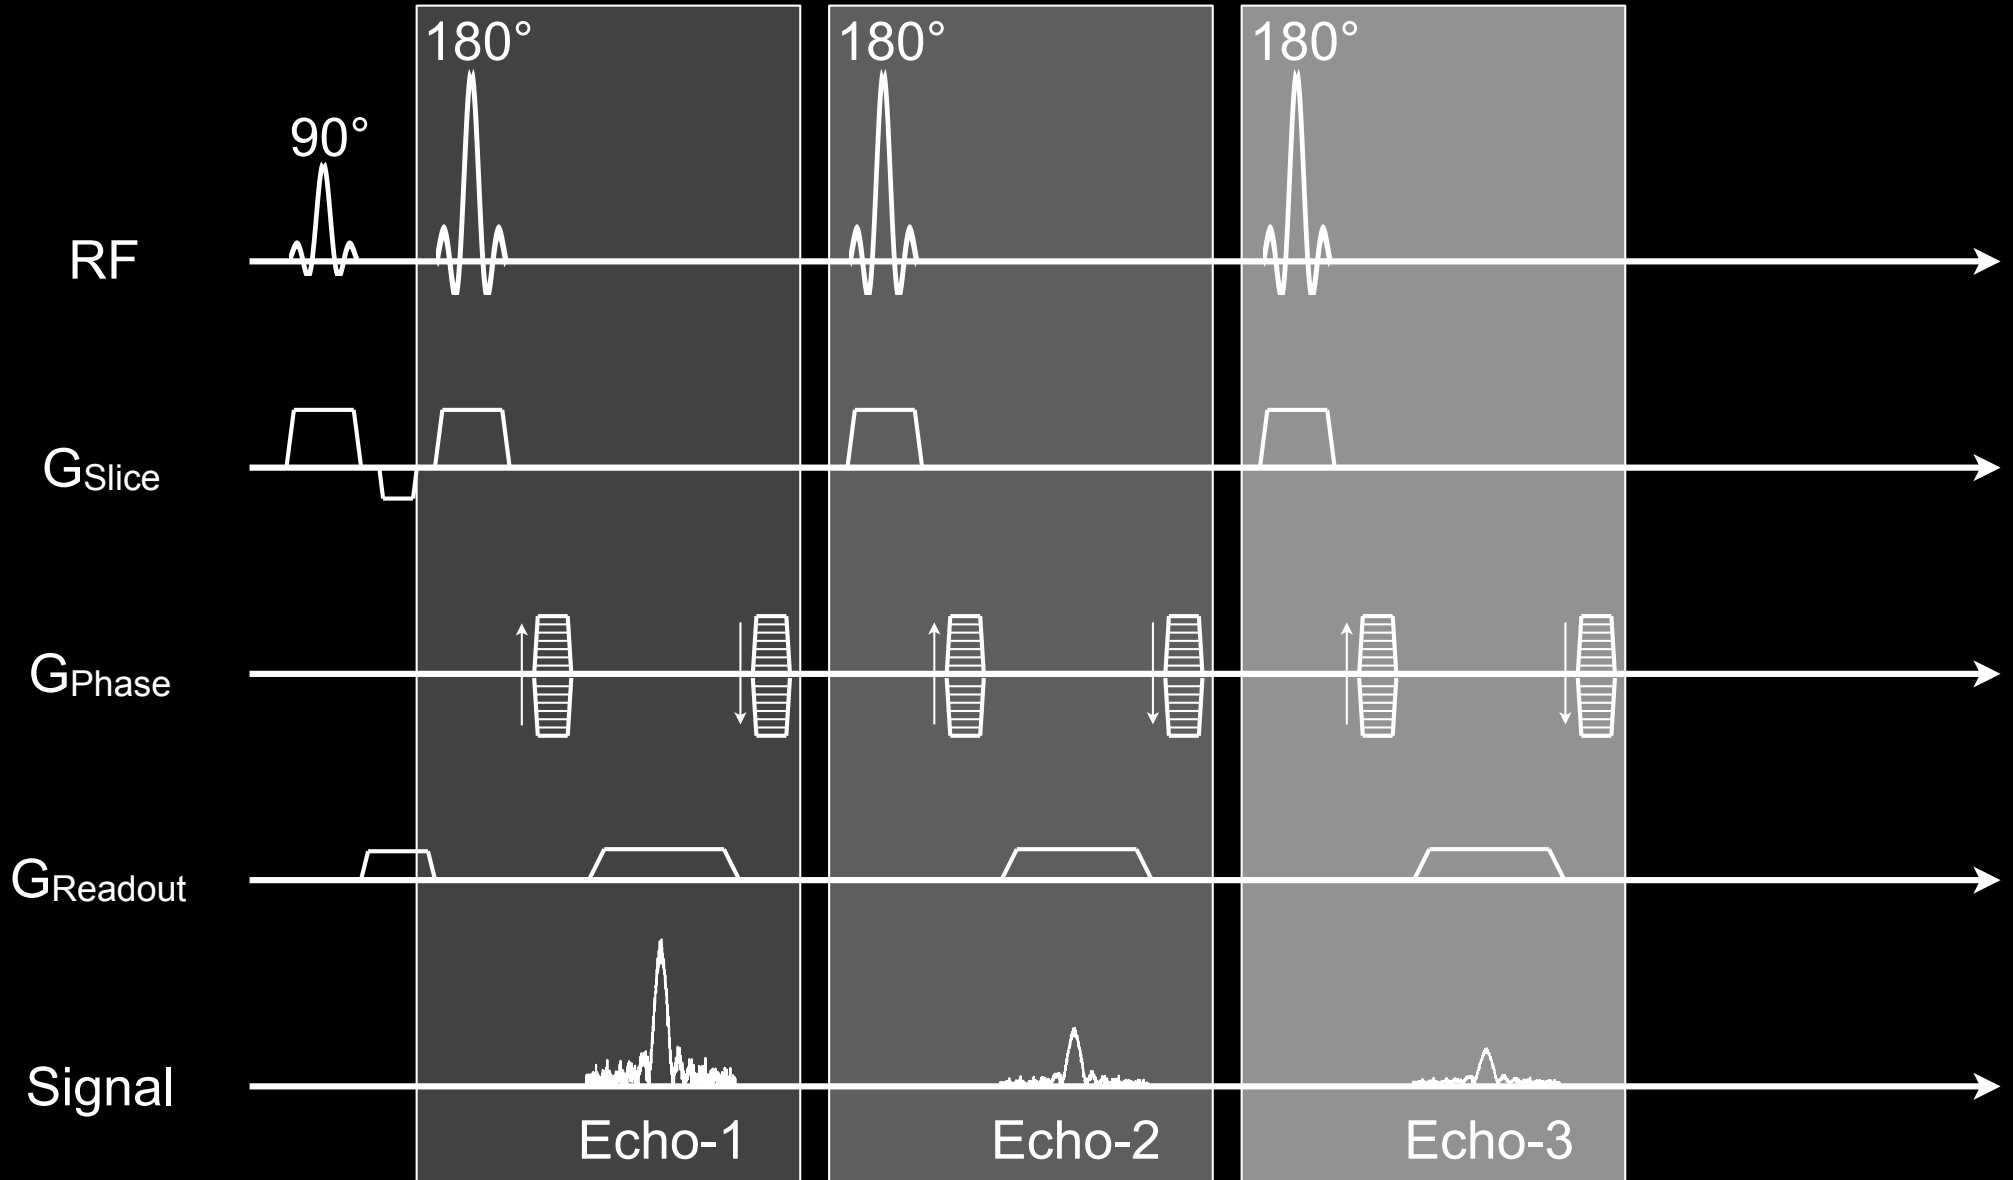 180° 180° 180°
90°
RF
GSlice
GPhase
GReadout
Signal
Echo-1 Echo-2 Echo-3